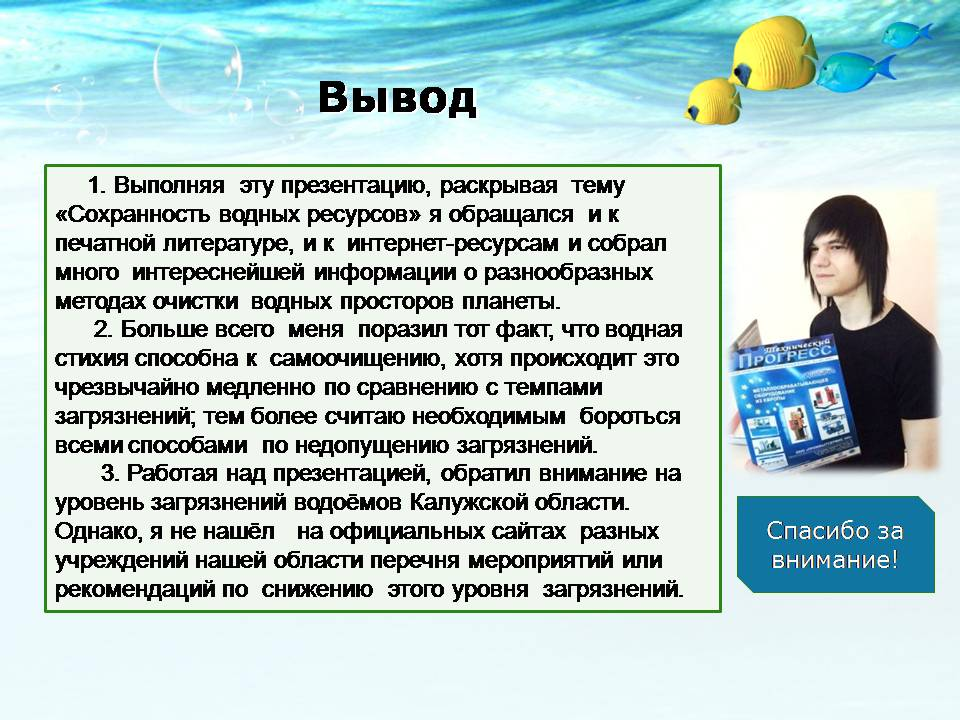 Вывод
1. Выполняя эту презентацию, раскрывая тему
«Сохранность водных ресурсов» я обращался и к
печатной литературе, и к интернет-ресурсам и собрал
много интереснейшей информации о разнообразных
методах очистки водных просторов планеты.
2. Больше всего меня поразил тот факт, что водная
стихия способна к самоочищению, хотя происходит это
чрезвычайно медленно по сравнению с темпами
загрязнений; тем более считаю необходимым бороться
всеми способами по недопущению загрязнений.
3. Работая над презентацией, обратил внимание на
уровень загрязнений водоёмов Калужской области.
Однако, я не нашёл на официальных сайтах разных
учреждений нашей области перечня мероприятий или
рекомендаций по снижению этого уровня загрязнений.
Технический
ПРОГРЕСС
МЕТАЛЛООБРАБАТЫВАЮЩЕЕ
ОБОРУДОВАНИЕ
ИЗ ЕВРОПЫ
Спасибо за
внимание!